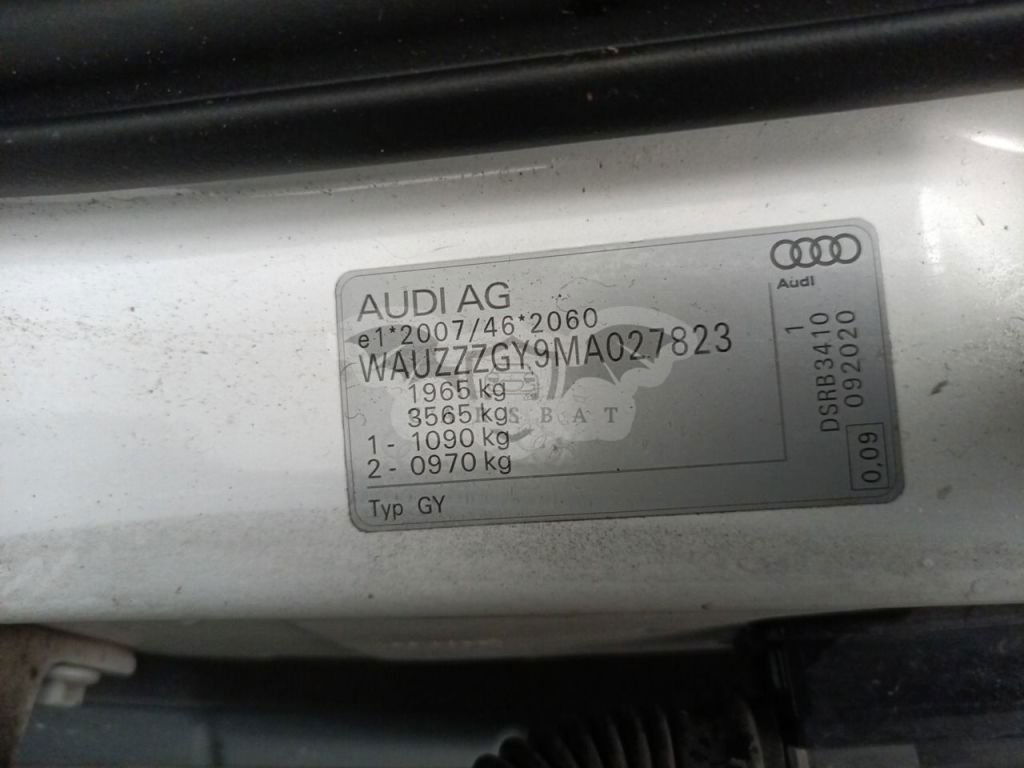 AUDI AG
e1*2007/46*2060
WAUZZZGY9MA027823
1965 kg
3565 kg
1 - 1090 kg
2 - 0970 kg
Typ GY
Audi
1
DSRB3410
092020
0,09
SBAT